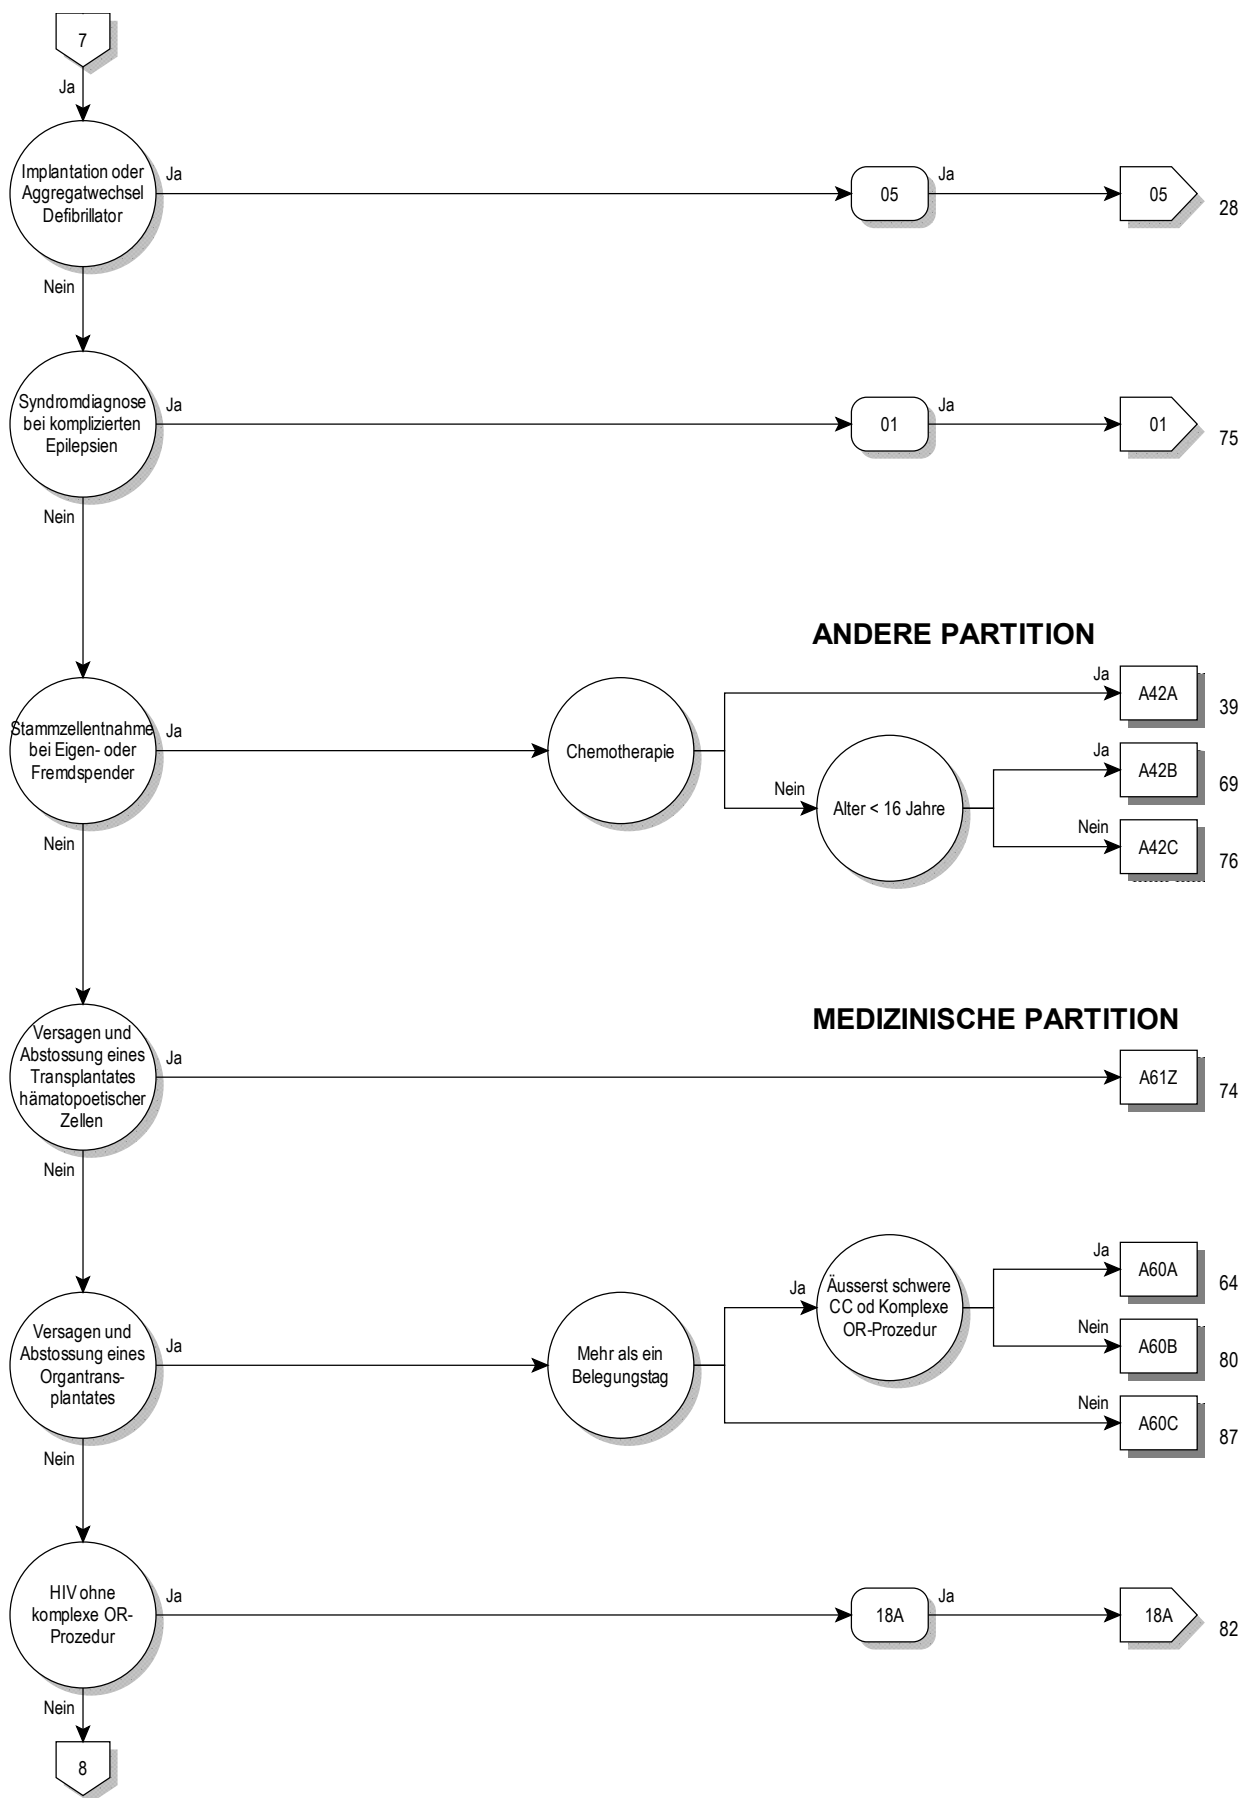 7
Ja
Implantation oder
Aggregatwechsel
Defibrillator
Ja
05
Ja
05
28
Nein
Syndromdiagnose
bei komplizierten
Epilepsien
Ja
01
Ja
01
75
Nein
ANDERE PARTITION
Stammzellentnahme
bei Eigen- oder
Fremdspender
Ja
Chemotherapie
Ja
A42A
39
Nein
Alter < 16 Jahre
Ja
A42B
69
Nein
A42C
76
Nein
MEDIZINISCHE PARTITION
Versagen und
Abstossung eines
Transplantates
hämatopoetischer
Zellen
Ja
A61Z
74
Nein
Versagen und
Abstossung eines
Organtrans-
plantates
Ja
Mehr als ein
Belegungstag
Ja
Äusserst schwere
CC od Komplexe
OR-Prozedur
Ja
A60A
64
Nein
A60B
80
Nein
A60C
87
Nein
HIV ohne
komplexe OR-
Prozedur
Ja
18A
Ja
18A
82
Nein
8